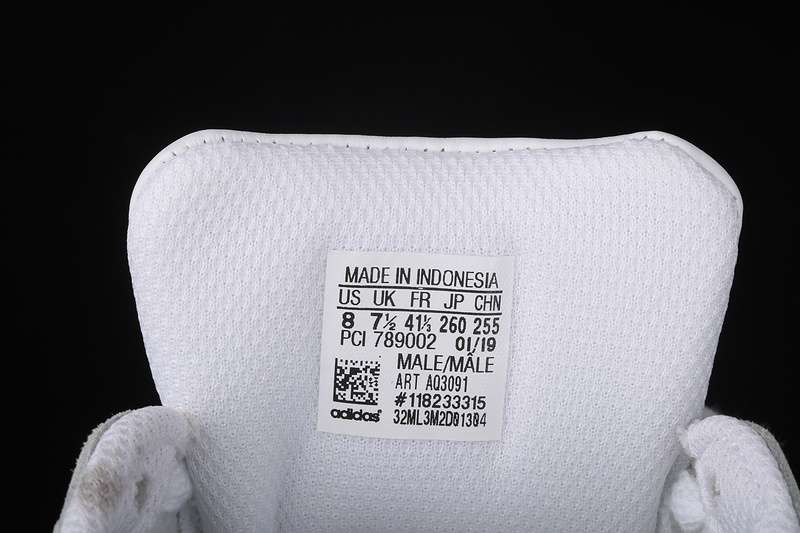 MADE IN INDONESIA
US UK FR JP CHN
8 7½ 41⅓ 260 255
PCI 789002 01/19
MALE/MÂLE
ART AQ3091
#118233315
adidas 32ML3M2D01304